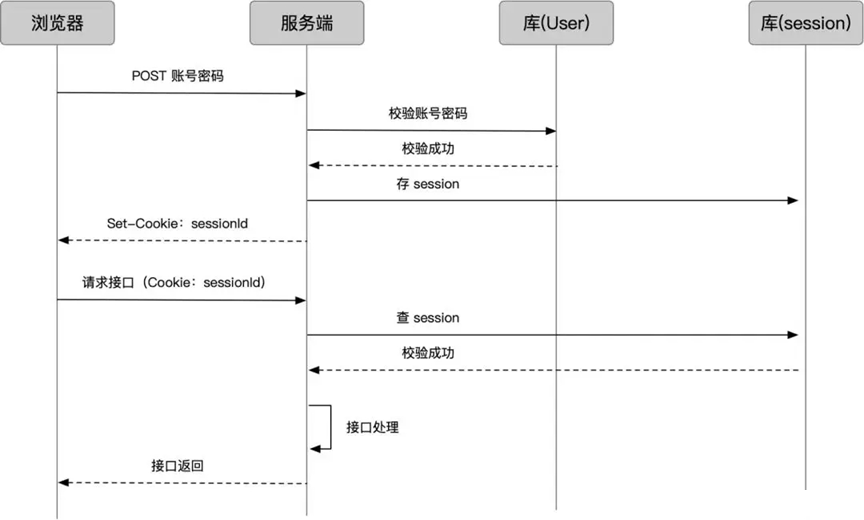 浏览器
服务端
库(User)
库(session)
POST 账号密码
校验账号密码
校验成功
存 session
Set-Cookie：sessionId
请求接口（Cookie：sessionId）
查 session
校验成功
接口处理
接口返回